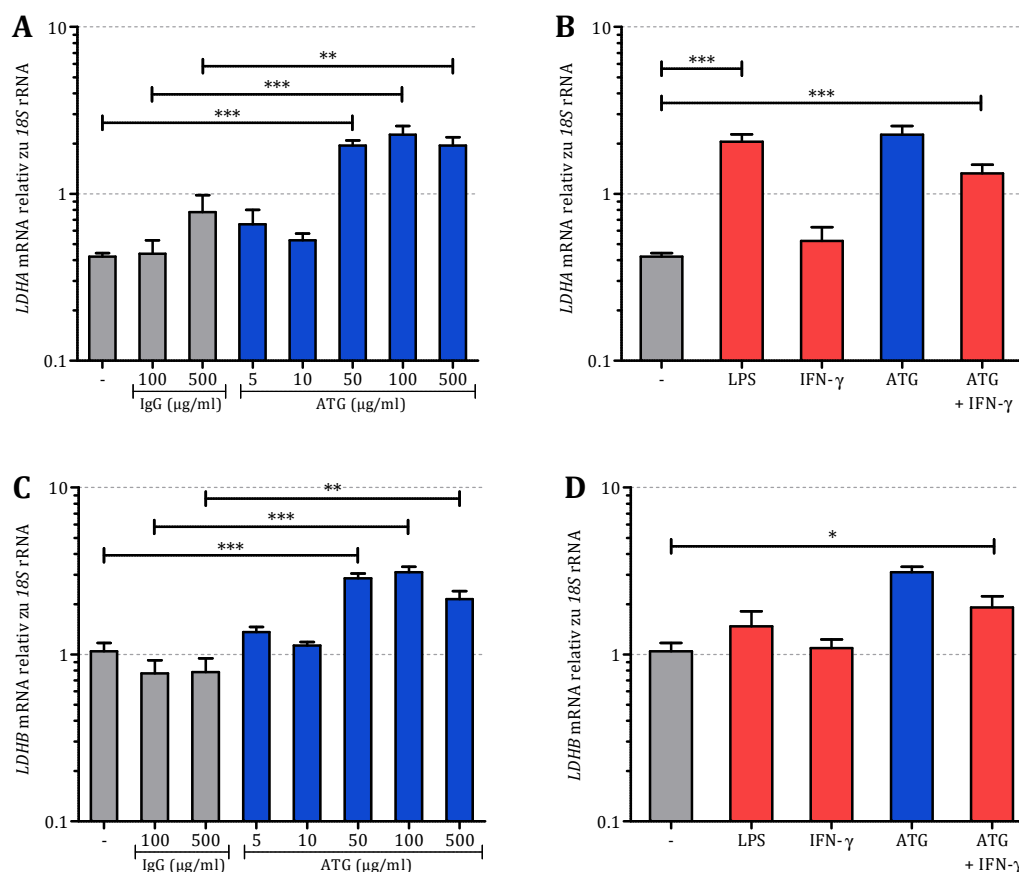 A
LDHA mRNA relativ zu 18S rRNA
10
1
0.1
**
***
***
- 100 500 5 10 50 100 500
IgG (µg/ml) ATG (µg/ml)
B
LDHA mRNA relativ zu 18S rRNA
10
1
0.1
***
***
- LPS IFN-γ ATG ATG
+ IFN-γ
C
LDHB mRNA relativ zu 18S rRNA
10
1
0.1
**
***
***
- 100 500 5 10 50 100 500
IgG (µg/ml) ATG (µg/ml)
D
LDHB mRNA relativ zu 18S rRNA
10
1
0.1
*
- LPS IFN-γ ATG ATG
+ IFN-γ